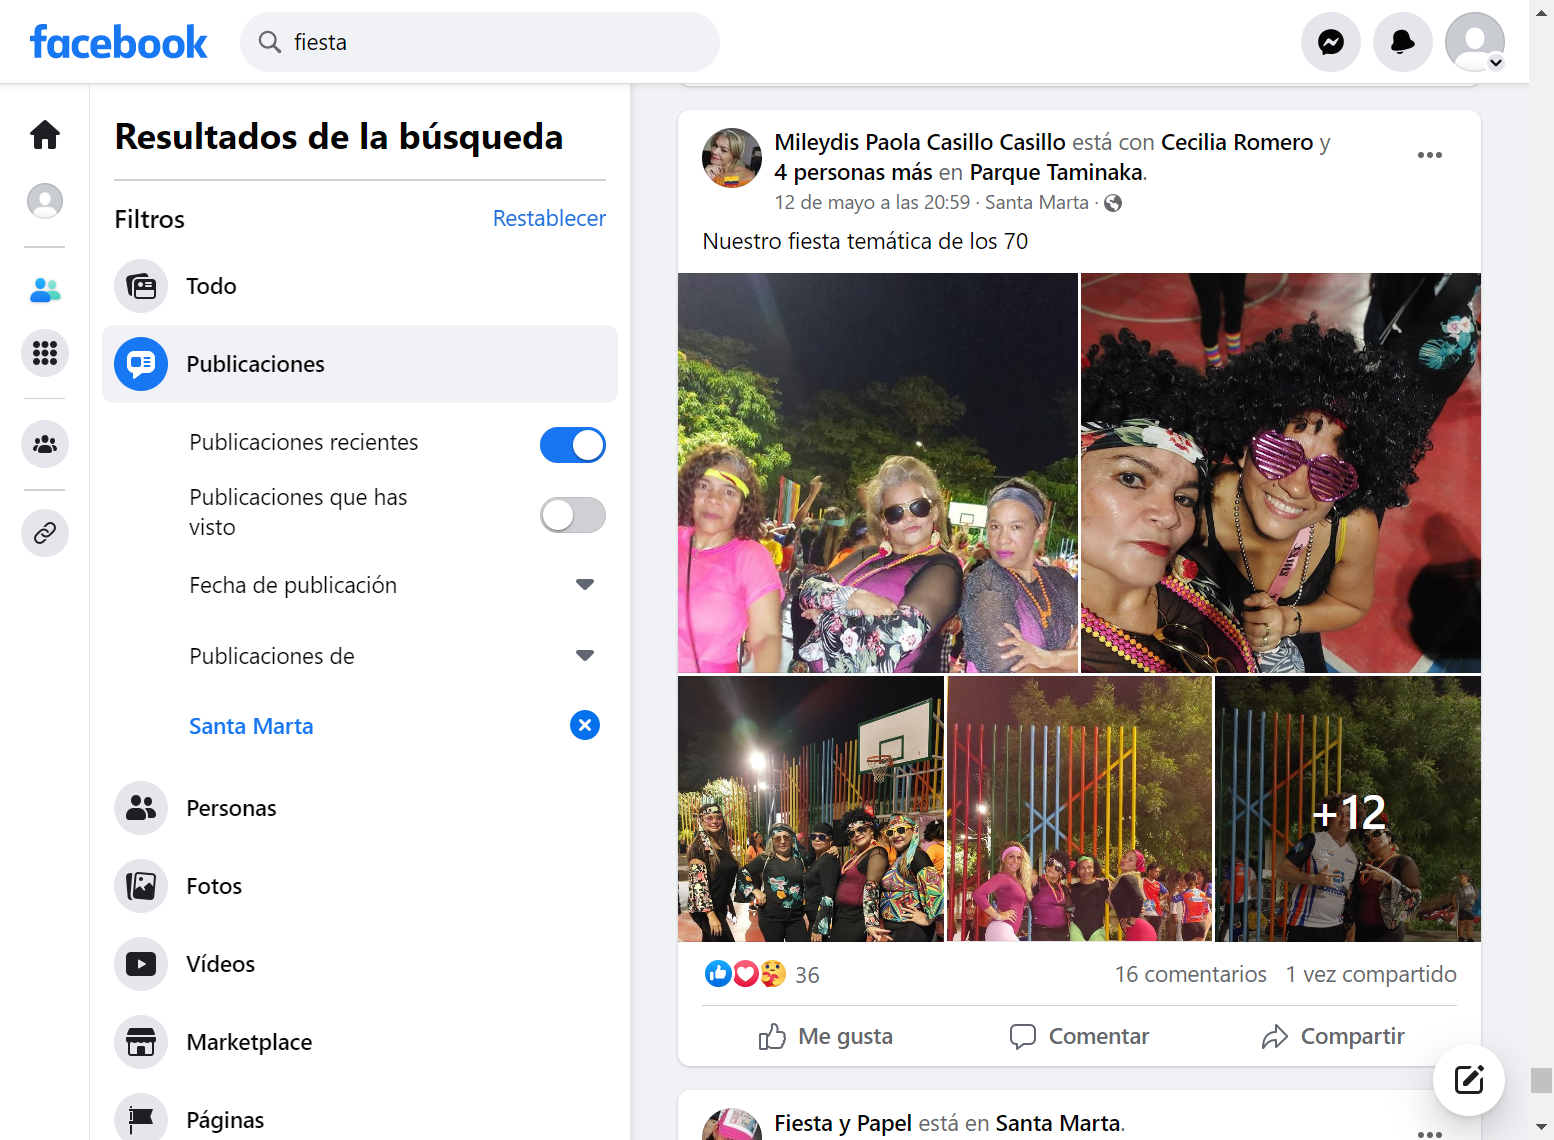 facebook
fiesta
Resultados de la búsqueda
Filtros
Restablecer
Todo
Publicaciones
Publicaciones recientes
Publicaciones que has
visto
Fecha de publicación
Publicaciones de
Santa Marta
Personas
Fotos
Vídeos
Marketplace
Páginas
Mileydis Paola Casillo Casillo está con Cecilia Romero y
4 personas más en Parque Taminaka.
12 de mayo a las 20:59 · Santa Marta ·
Nuestro fiesta temática de los 70
+12
36
16 comentarios 1 vez compartido
Me gusta
Comentar
Compartir
Fiesta y Papel está en Santa Marta.